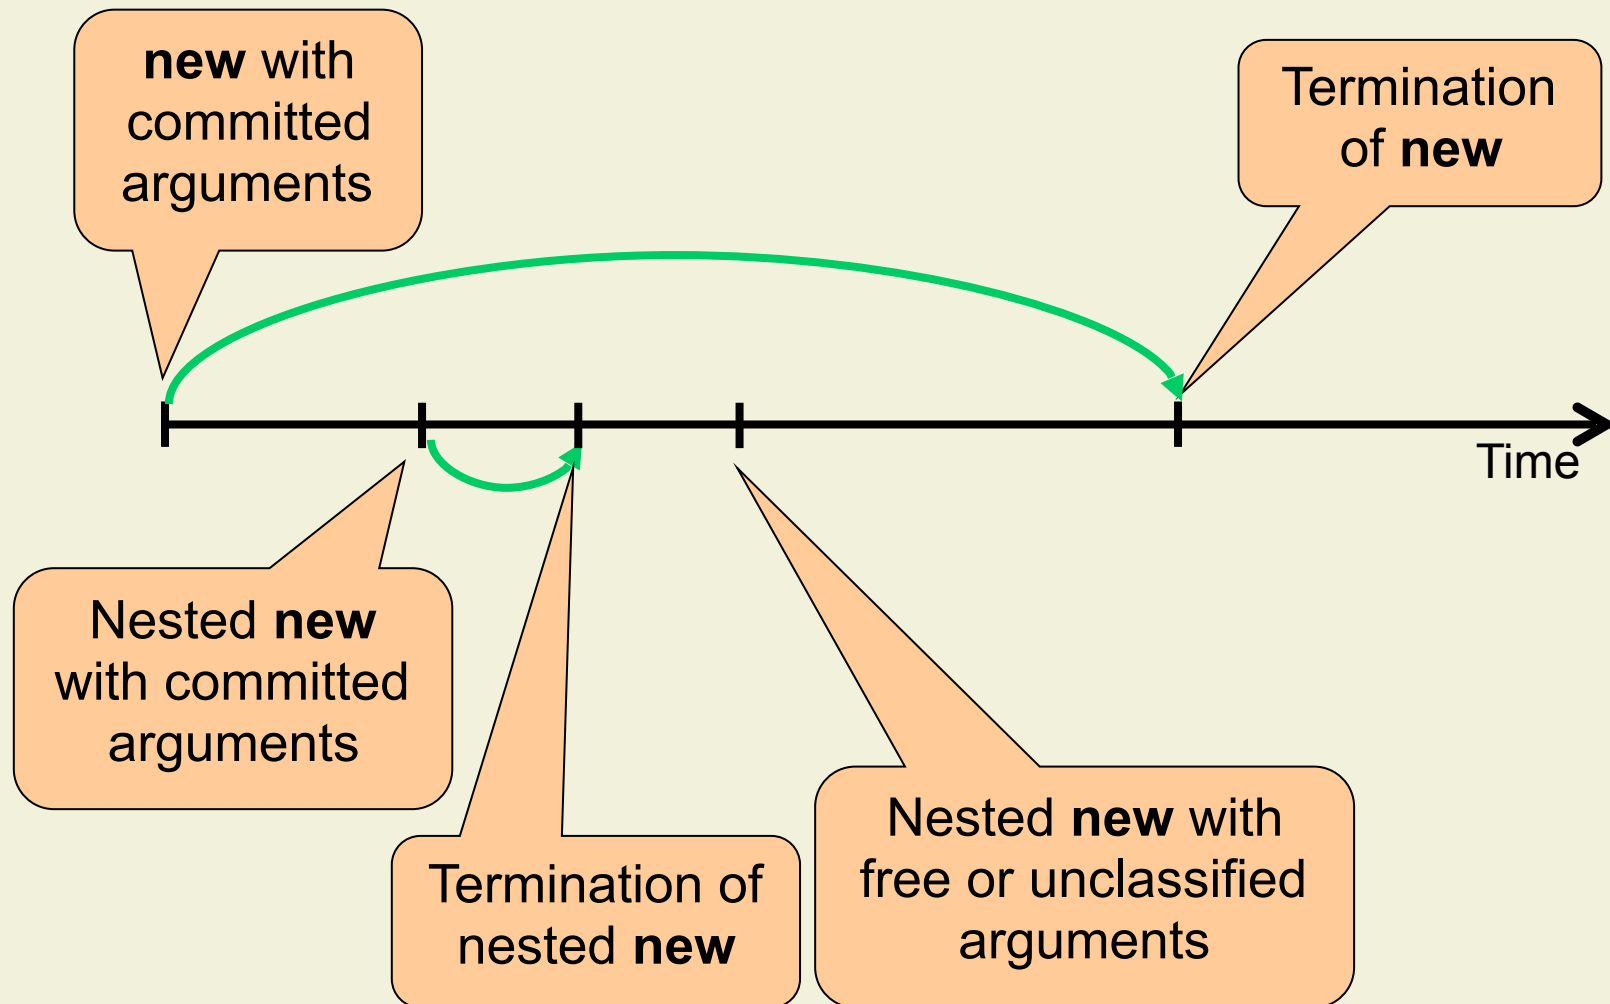 new with
committed
arguments
Termination
of new
Time
Nested new
with committed
arguments
Termination of
nested new
Nested new with
free or unclassified
arguments